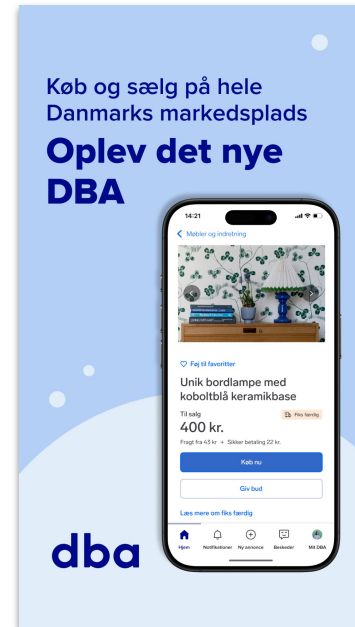 Køb og sælg på hele
Danmarks markedsplads
Oplev det nye
DBA
14:21
Møbler og indretning
Føj til favoritter
Unik bordlampe med
koboltblå keramikbase
Til salg
Fiks færdig
400 kr.
Fragt fra 43 kr + Sikker betaling 22 kr.
Køb nu
Giv bud
Læs mere om fiks færdig
Hjem Notifikationer Ny annonce Beskeder Mit DBA
dba